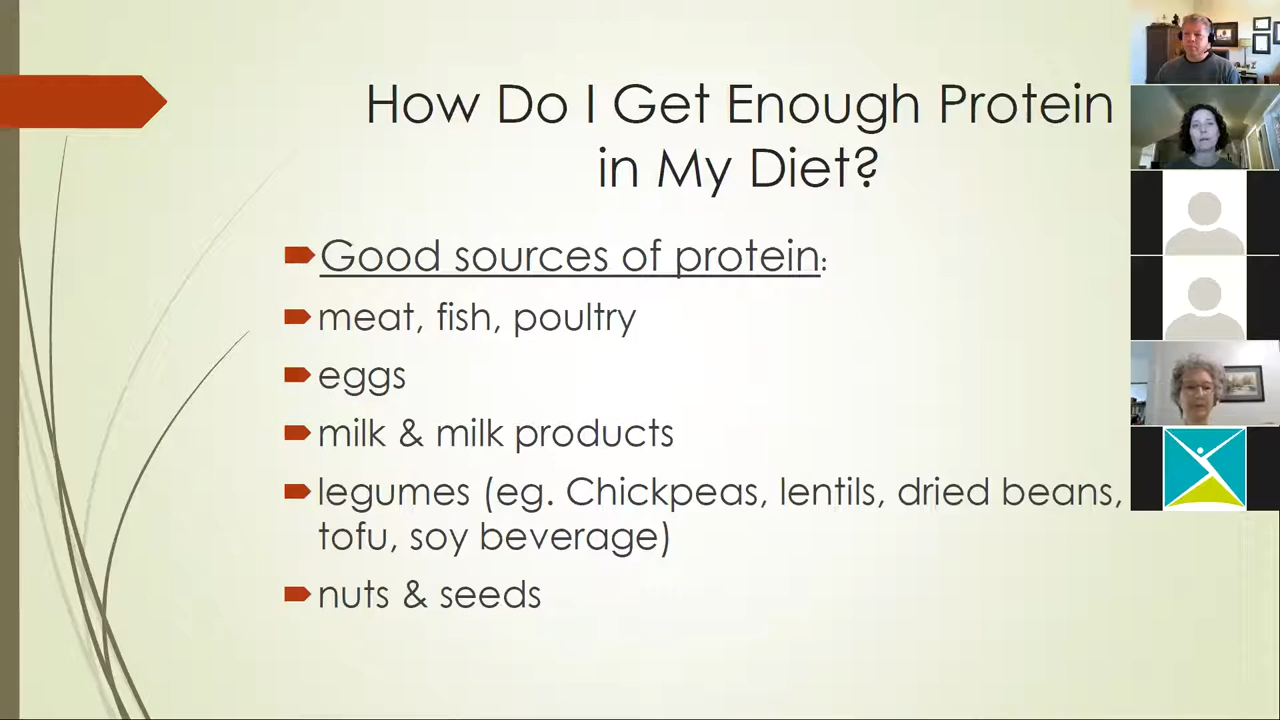 How Do I Get Enough Protein
in My Diet?
Good sources of protein:
meat, fish, poultry
eggs
milk & milk products
legumes (eg. Chickpeas, lentils, dried beans,
tofu, soy beverage)
nuts & seeds